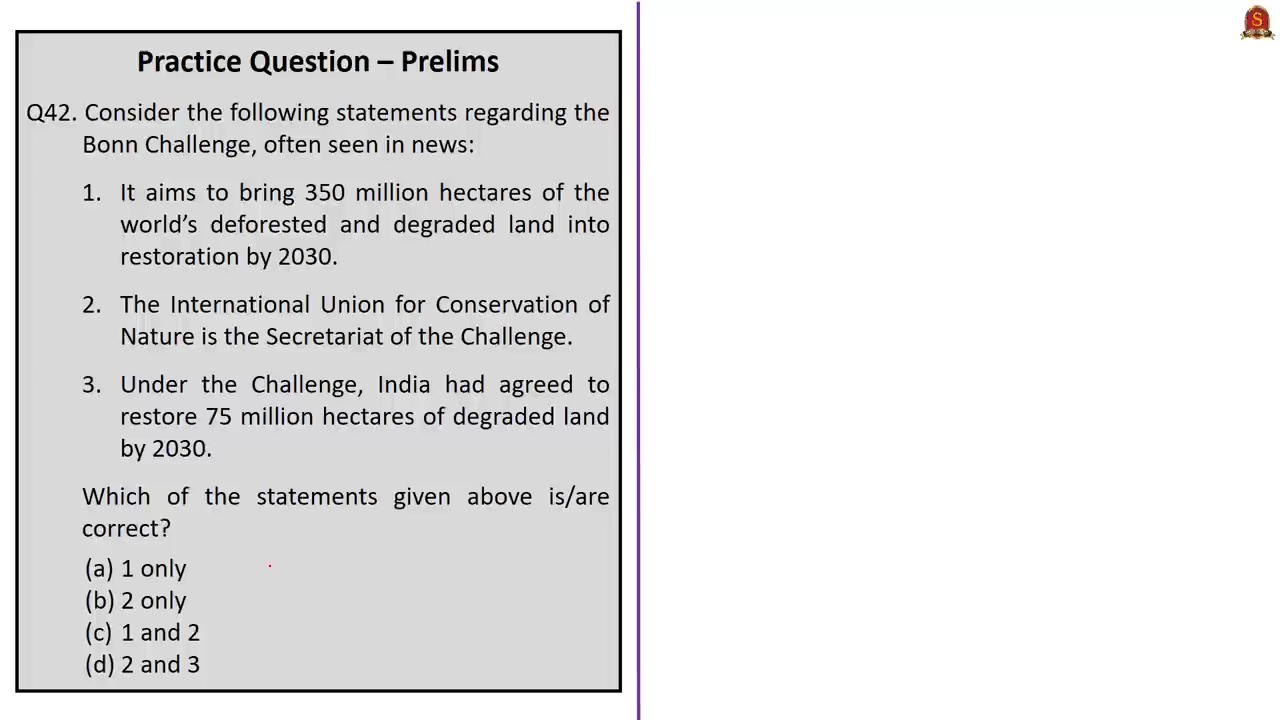 Practice Question – Prelims
Q42. Consider the following statements regarding the
Bonn Challenge, often seen in news:
1. It aims to bring 350 million hectares of the
world's deforested and degraded land into
restoration by 2030.
2. The International Union for Conservation of
Nature is the Secretariat of the Challenge.
3. Under the Challenge, India had agreed to
restore 75 million hectares of degraded land
by 2030.
Which of the statements given above is/are
correct?
(a) 1 only
(b) 2 only
(c) 1 and 2
(d) 2 and 3
S